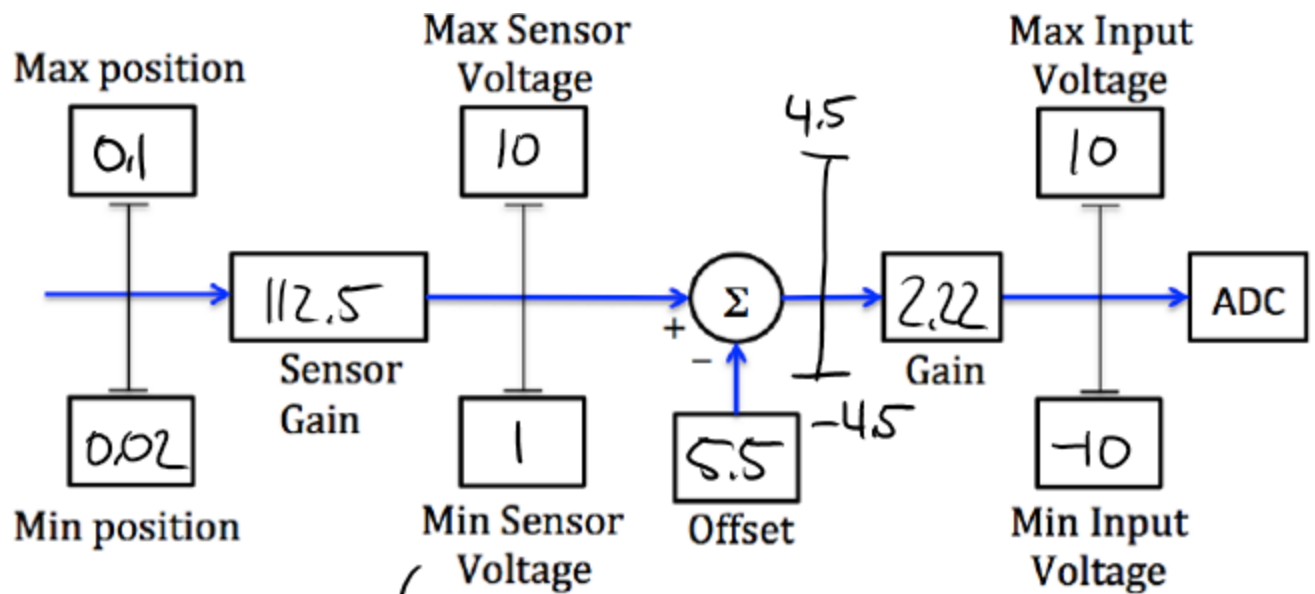 Max position
0.1
0.02
Min position
112.5
Sensor
Gain
Max Sensor
Voltage
10
1
Min Sensor
Voltage
Σ
+
−
5.5
Offset
4.5
-4.5
2.22
Gain
Max Input
Voltage
10
-10
Min Input
Voltage
ADC